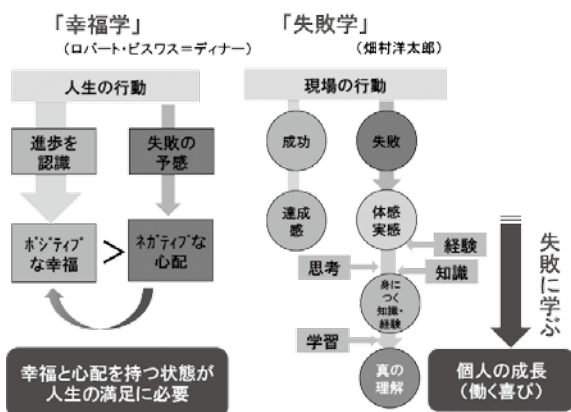 「幸福学」
（ロバート・ビスワス＝ディナー）
人生の行動
進歩を
認識
失敗の
予感
ﾎﾟｼﾞﾃｨﾌﾞ
な幸福
>
ﾈｶﾞﾃｨﾌﾞな
心配
幸福と心配を持つ状態が
人生の満足に必要
「失敗学」
（畑村洋太郎）
現場の行動
成功
失敗
達成
感
体感
実感
経験
思考
知識
身に
つく
知識・
経験
学習
真の
理解
失敗に学ぶ
個人の成長
（働く喜び）